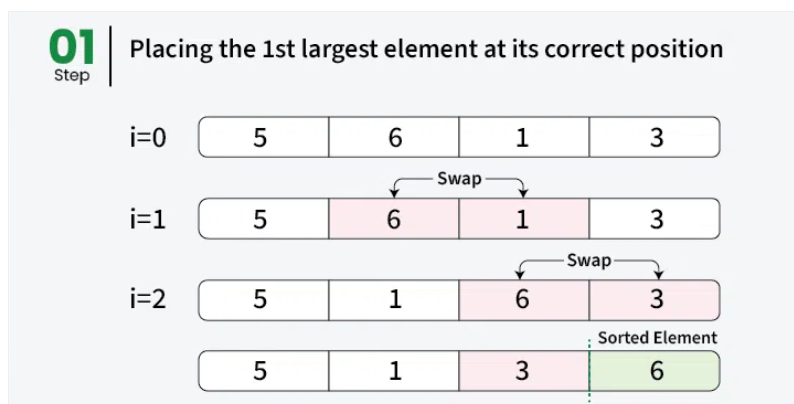 01
Step
Placing the 1st largest element at its correct position
i=0 5 6 1 3
Swap
i=1 5 6 1 3
Swap
i=2 5 1 6 3
Sorted Element
5 1 3 6